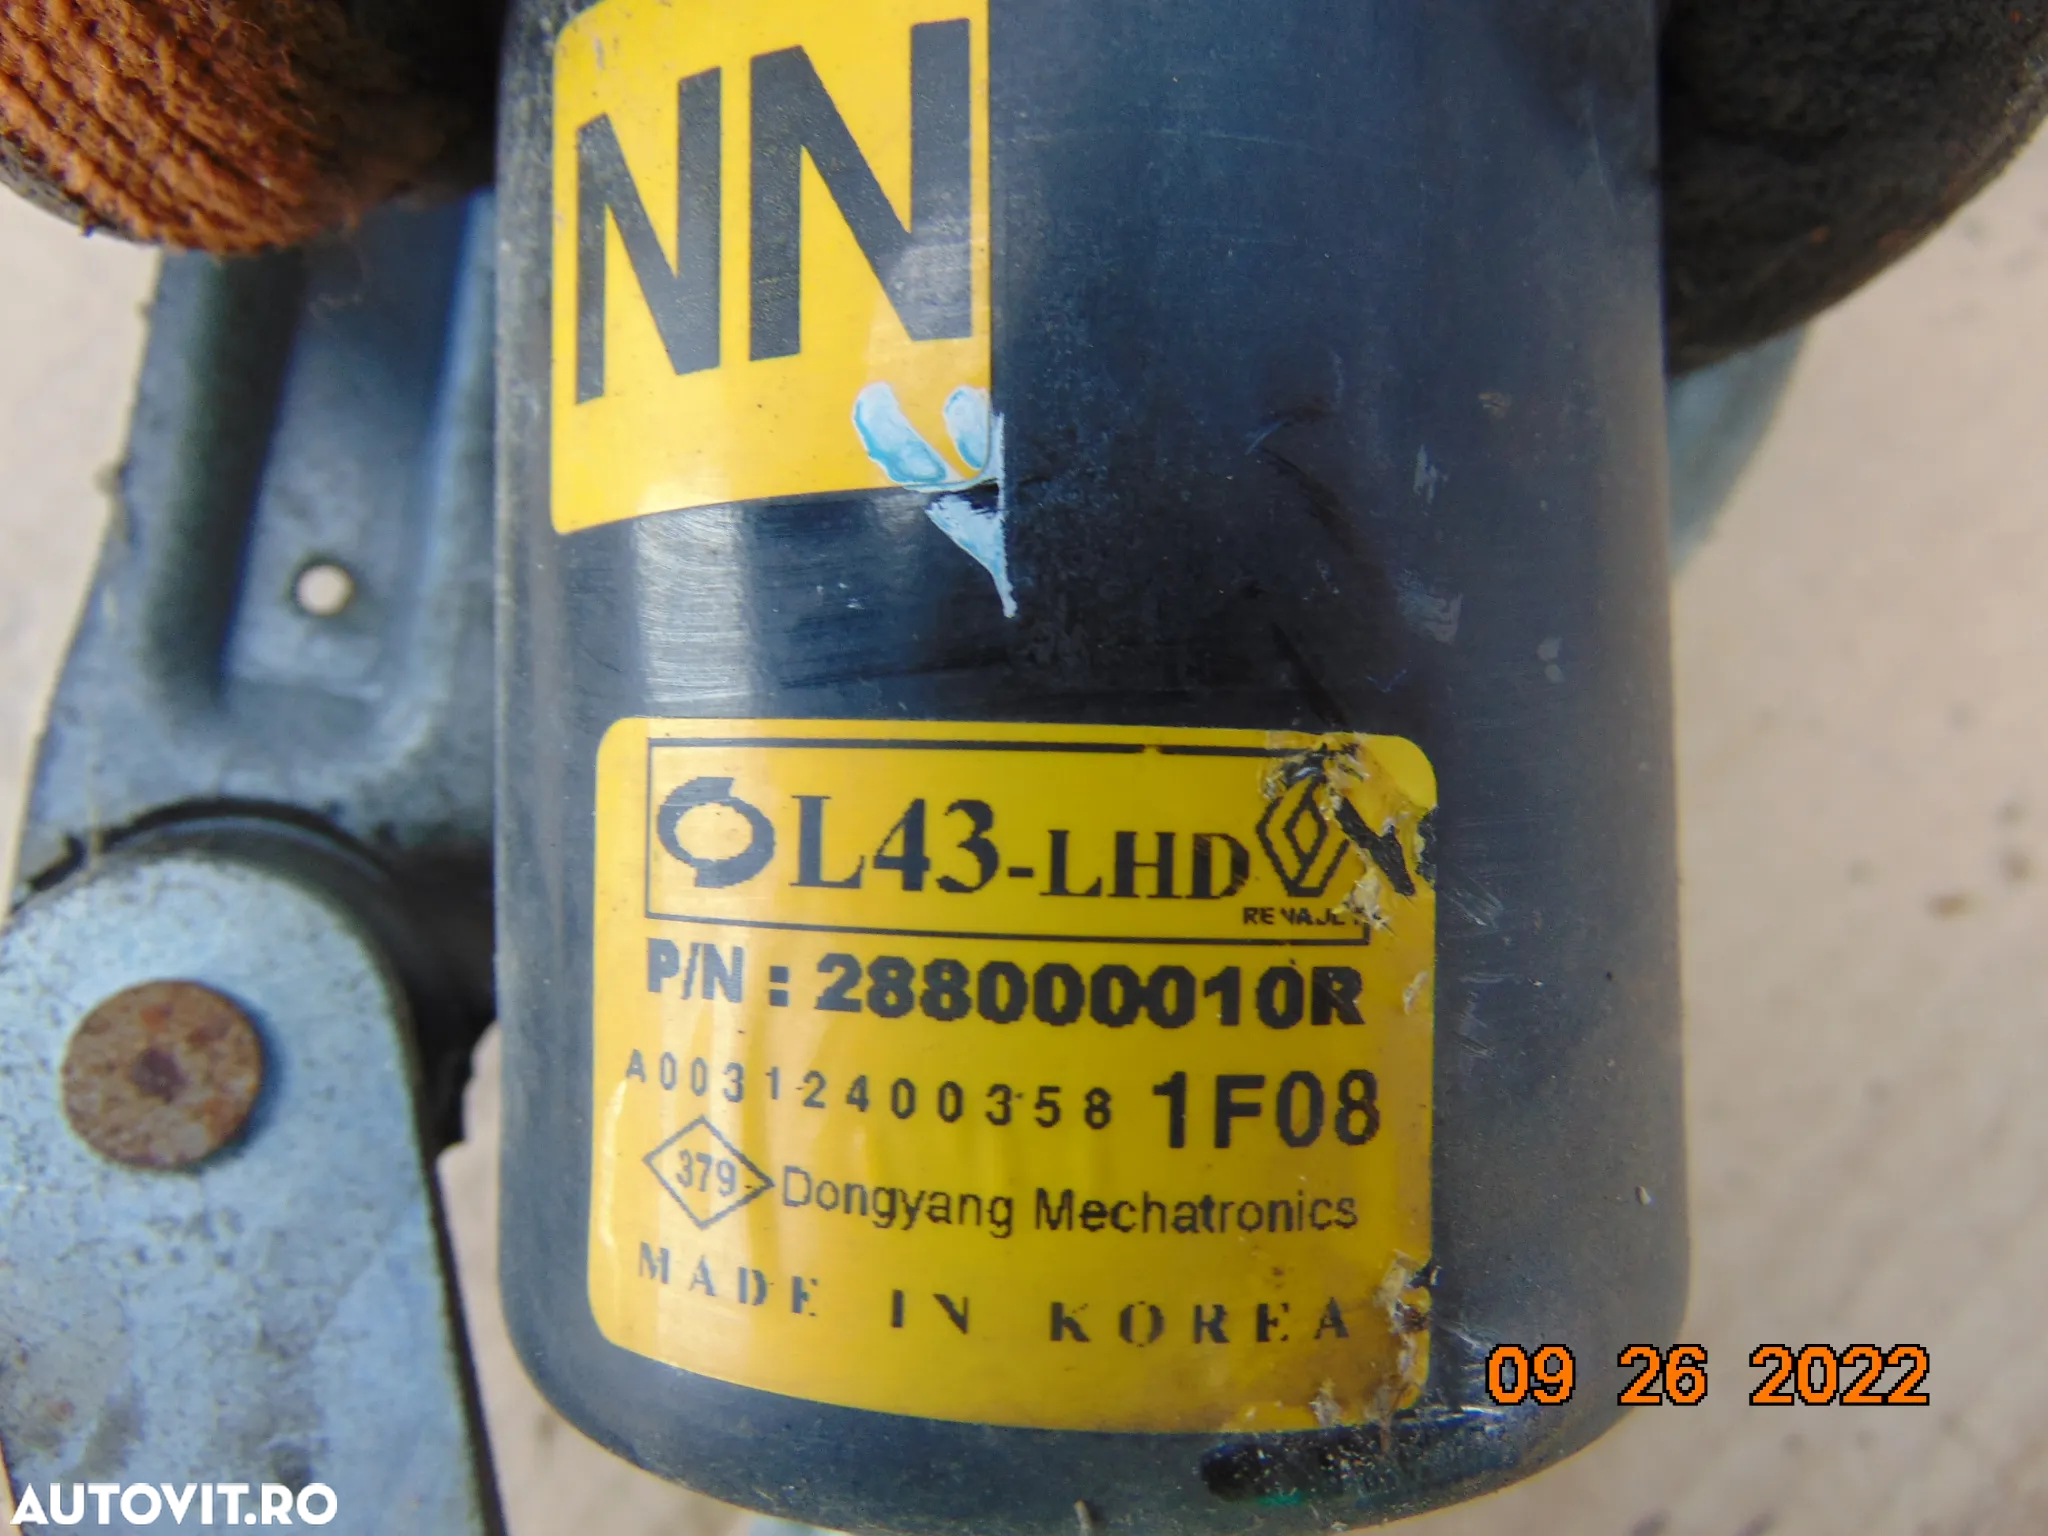 NN
L43-LHD
RENAULT
P/N : 288000010R
A00312400358 1F08
379 Dongyang Mechatronics
MADE IN KOREA
09 26 2022
AUTOVIT.RO